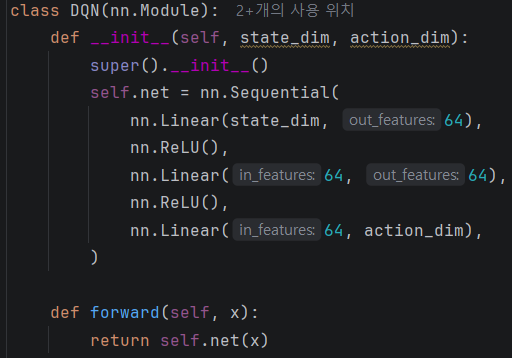 class DQN(nn.Module): 2+개의 사용 위치
def __init__(self, state_dim, action_dim):
super().__init__()
self.net = nn.Sequential(
nn.Linear(state_dim, out_features: 64),
nn.ReLU(),
nn.Linear(in_features: 64, out_features: 64),
nn.ReLU(),
nn.Linear(in_features: 64, action_dim),
)
def forward(self, x):
return self.net(x)